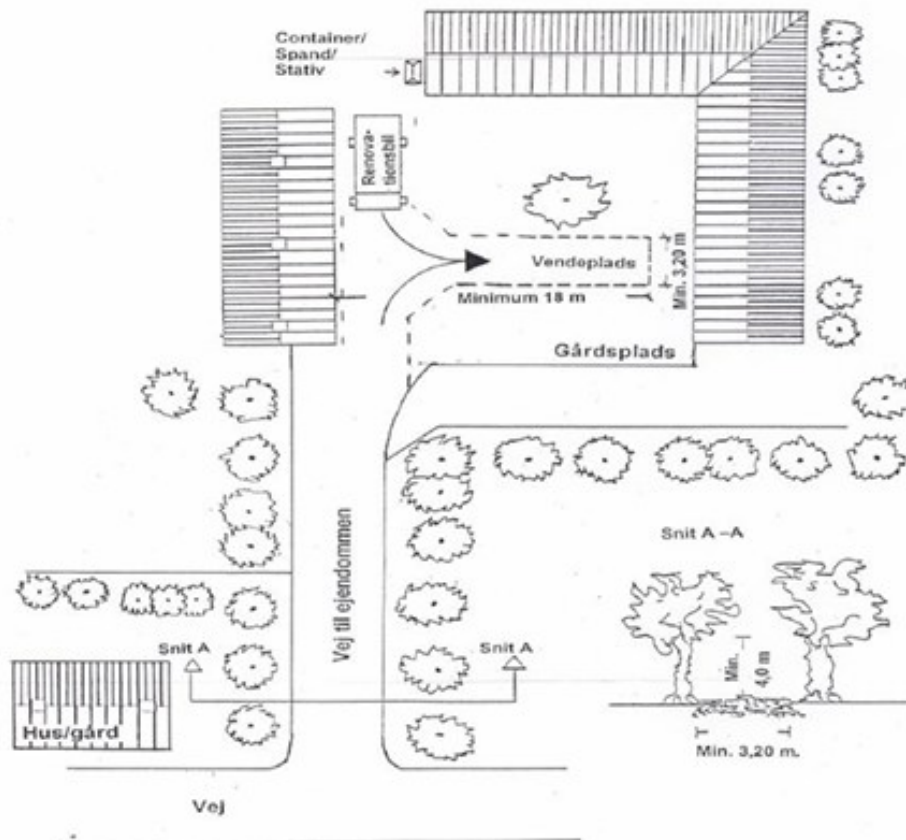 Container/
Spand/
Stativ
Renova-
tionsbil
Vendeplads
Min. 3,20 m
Minimum 18 m
Gårdsplads
Vej til ejendommen
Snit A –A
Snit A
Snit A
Min.
4,0 m
Min. 3,20 m.
Hus/gård
Vej